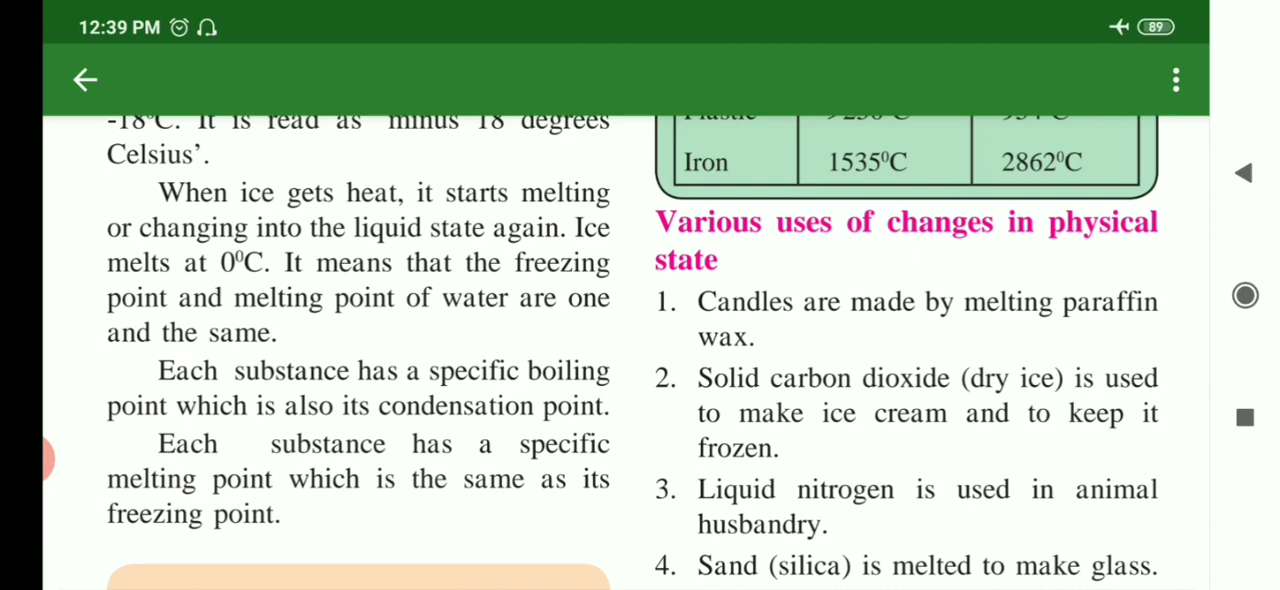 12:39 PM
89
-18⁰C. It is read as 'minus 18 degrees
Celsius'.
When ice gets heat, it starts melting
or changing into the liquid state again. Ice
melts at 0⁰C. It means that the freezing
point and melting point of water are one
and the same.
Each substance has a specific boiling
point which is also its condensation point.
Each substance has a specific
melting point which is the same as its
freezing point.
Plastic
Iron 1535⁰C 2862⁰C
Various uses of changes in physical
state
1. Candles are made by melting paraffin
wax.
2. Solid carbon dioxide (dry ice) is used
to make ice cream and to keep it
frozen.
3. Liquid nitrogen is used in animal
husbandry.
4. Sand (silica) is melted to make glass.